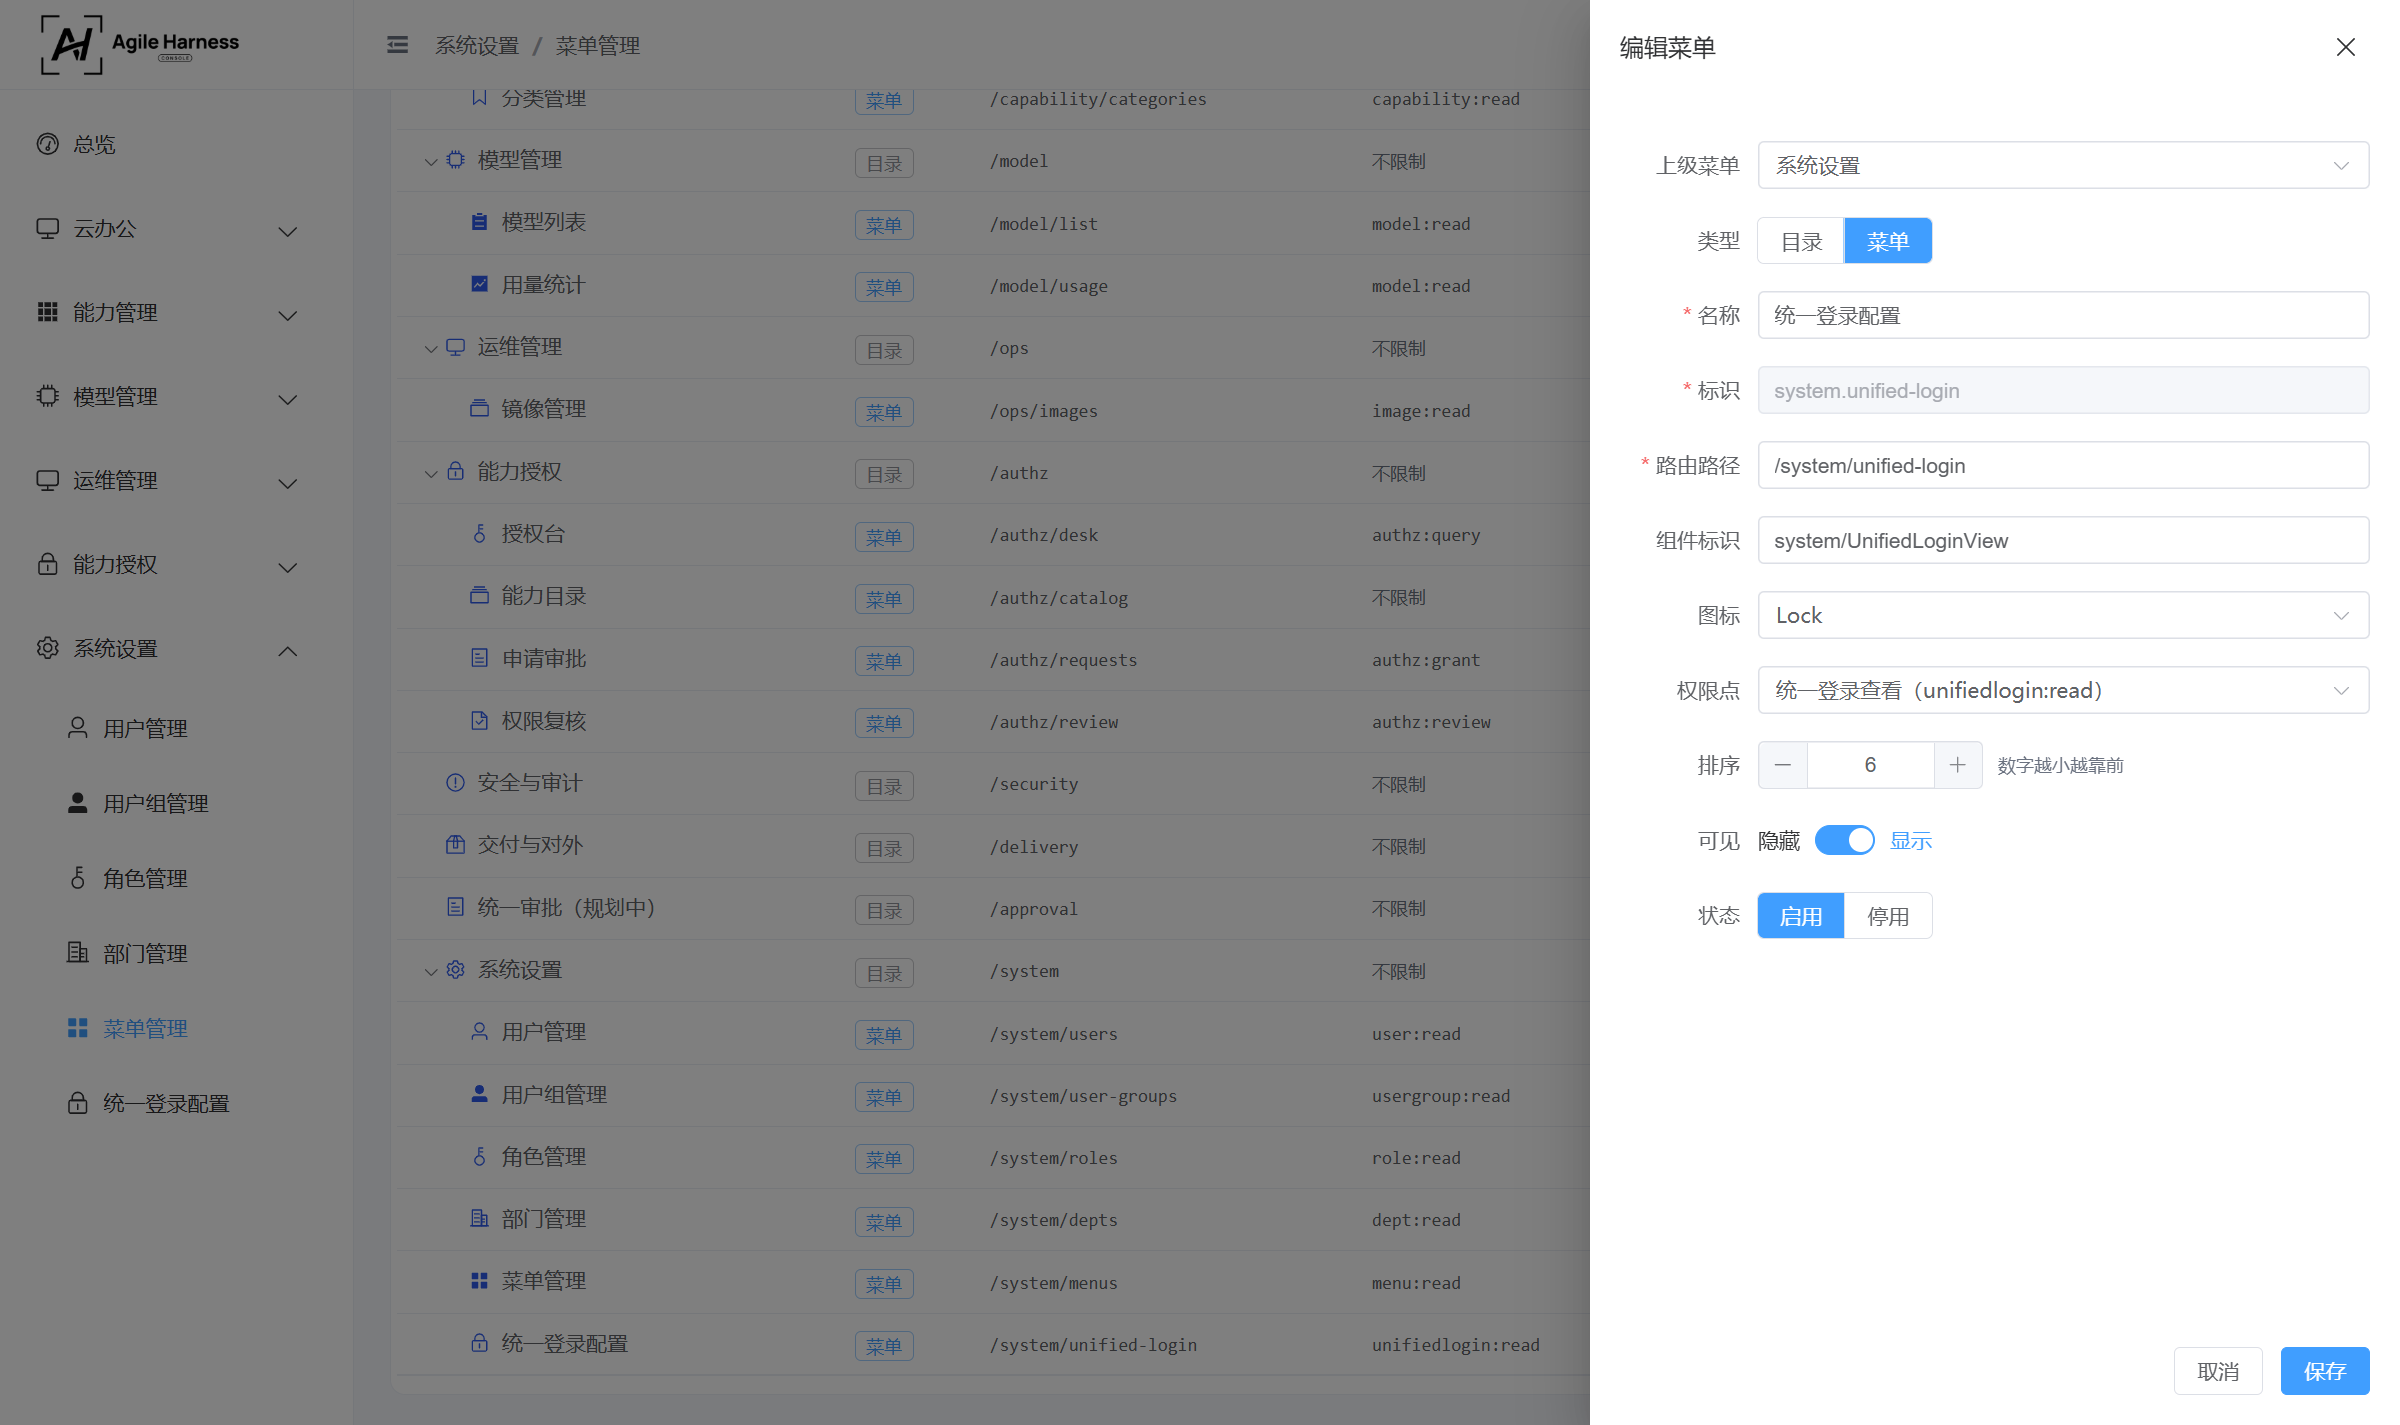 Agile Harness
CONSOLE
总览
云办公
能力管理
模型管理
运维管理
能力授权
系统设置
用户管理
用户组管理
角色管理
部门管理
菜单管理
统一登录配置
系统设置 / 菜单管理
分类管理 菜单 /capability/categories capability:read
模型管理 目录 /model 不限制
模型列表 菜单 /model/list model:read
用量统计 菜单 /model/usage model:read
运维管理 目录 /ops 不限制
镜像管理 菜单 /ops/images image:read
能力授权 目录 /authz 不限制
授权台 菜单 /authz/desk authz:query
能力目录 菜单 /authz/catalog 不限制
申请审批 菜单 /authz/requests authz:grant
权限复核 菜单 /authz/review authz:review
安全与审计 目录 /security 不限制
交付与对外 目录 /delivery 不限制
统一审批（规划中） 目录 /approval 不限制
系统设置 目录 /system 不限制
用户管理 菜单 /system/users user:read
用户组管理 菜单 /system/user-groups usergroup:read
角色管理 菜单 /system/roles role:read
部门管理 菜单 /system/depts dept:read
菜单管理 菜单 /system/menus menu:read
统一登录配置 菜单 /system/unified-login unifiedlogin:read
编辑菜单
上级菜单 系统设置
类型 目录 菜单
* 名称 统一登录配置
* 标识 system.unified-login
* 路由路径 /system/unified-login
组件标识 system/UnifiedLoginView
图标 Lock
权限点 统一登录查看（unifiedlogin:read）
排序 6 数字越小越靠前
可见 隐藏 显示
状态 启用 停用
取消 保存